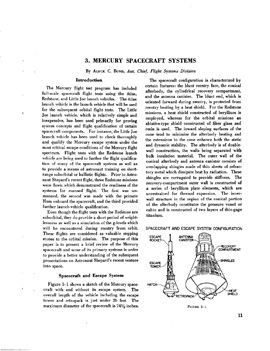 3. MERCURY SPACECRAFT SYSTEMS
By Aleck C. Bond, Asst. Chief, Flight Systems Division
Introduction
The Mercury flight test program has included
full-scale spacecraft flight tests using the Atlas,
Redstone, and Little Joe launch vehicles. The Atlas
launch vehicle is the launch vehicle that will be used
for the subsequent orbital flight tests. The Little
Joe launch vehicle, which is relatively simple and
inexpensive, has been used primarily for proving
system concepts and flight qualification of certain
spacecraft components. For instance, the Little Joe
launch vehicle has been used to check thoroughly
and qualify the Mercury escape system under the
most critical escape conditions of the Mercury flight
spectrum. Flight tests with the Redstone launch
vehicle are being used to further the flight qualifica-
tion of many of the spacecraft systems as well as
to provide a means of astronaut training on short-
range suborbital or ballistic flights. Prior to Astro-
naut Shepard's recent flight, three Redstone missions
were flown which demonstrated the readiness of the
systems for manned flight. The first was un-
manned, the second was made with the primate
Ham onboard the spacecraft, and the third provided
further launch-vehicle qualification.
Even though the flight tests with the Redstone are
suborbital, they do provide a short period of weight-
lessness as well as a simulation of the g-levels which
will be encountered during reentry from orbit.
These flights are considered as valuable stepping
stones to the orbital mission. The purpose of this
paper is to present a brief review of the Mercury
spacecraft and some of its primary systems in order
to provide a better understanding of the subsequent
presentations on Astronaut Shepard's recent venture
into space.
Spacecraft and Escape System
Figure 3-1 shows a sketch of the Mercury space-
craft with and without its escape system. The
overall length of the vehicle including the escape
tower and retropack is just under 26 feet. The
maximum diameter of the spacecraft is 74½ inches
The spacecraft configuration is characterized by
certain features: the blunt reentry face, the conical
afterbody, the cylindrical recovery compartment,
and the antenna canister. The blunt end, which is
oriented forward during reentry, is protected from
reentry heating by a heat shield. For the Redstone
missions, a heat shield constructed of beryllium is
employed, whereas for the orbital missions an
ablative-type shield constructed of fiber glass and
resin is used. The inward sloping surfaces of the
cone tend to minimize the afterbody heating and
the extensions to the cone enhance both the static
and dynamic stability. The afterbody is of double-
wall construction, the walls being separated with
bulk insulation material. The outer wall of the
conical afterbody and antenna canister consists of
overlapping shingles made of thin sheets of refrac-
tory metal which dissipate heat by radiation. These
shingles are corrugated to provide stiffness. The
recovery-compartment outer wall is constructed of
a series of beryllium plate elements, which are
unrestrained for thermal expansion. The inner-
wall structure in the region of the conical portion
of the afterbody constitutes the pressure vessel or
cabin and is constructed of two layers of thin-gage
titanium.
SPACECRAFT AND ESCAPE SYSTEM CONFIGURATION
ESCAPE
ROCKET
ANTENNA
RECOVERY
COMPARTMENT
ESCAPE
TOWER
SHINGLES
HATCH
RETROPACK
HEAT
SHIELD
Figure 3-1
11